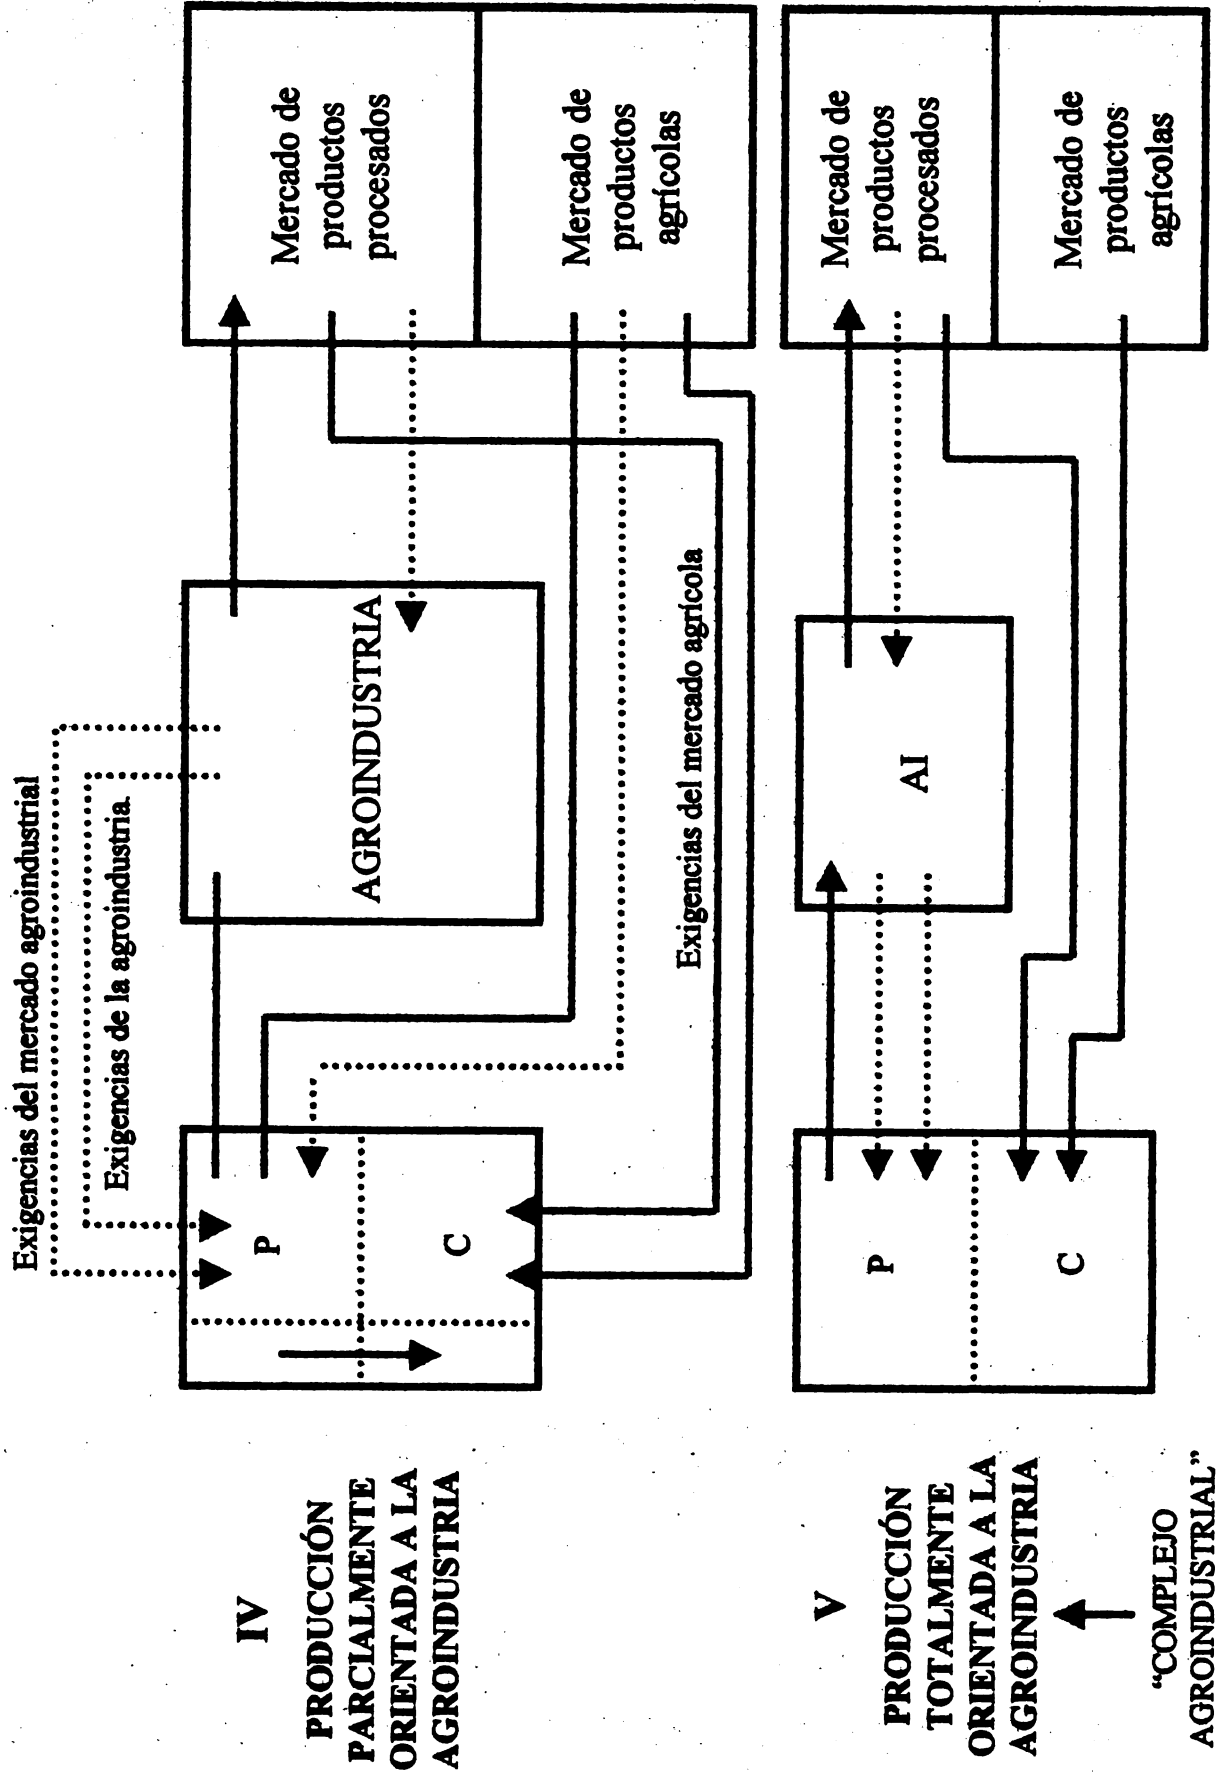 IV
PRODUCCIÓN
PARCIALMENTE
ORIENTADA A LA
AGROINDUSTRIA
Exigencias del mercado agroindustrial
Exigencias de la agroindustria.
P
C
AGROINDUSTRIA
Exigencias del mercado agrícola
Mercado de
productos
procesados
Mercado de
productos
agrícolas
V
PRODUCCIÓN
TOTALMENTE
ORIENTADA A LA
AGROINDUSTRIA
“COMPLEJO
AGROINDUSTRIAL”
P
C
AI
Mercado de
productos
procesados
Mercado de
productos
agrícolas